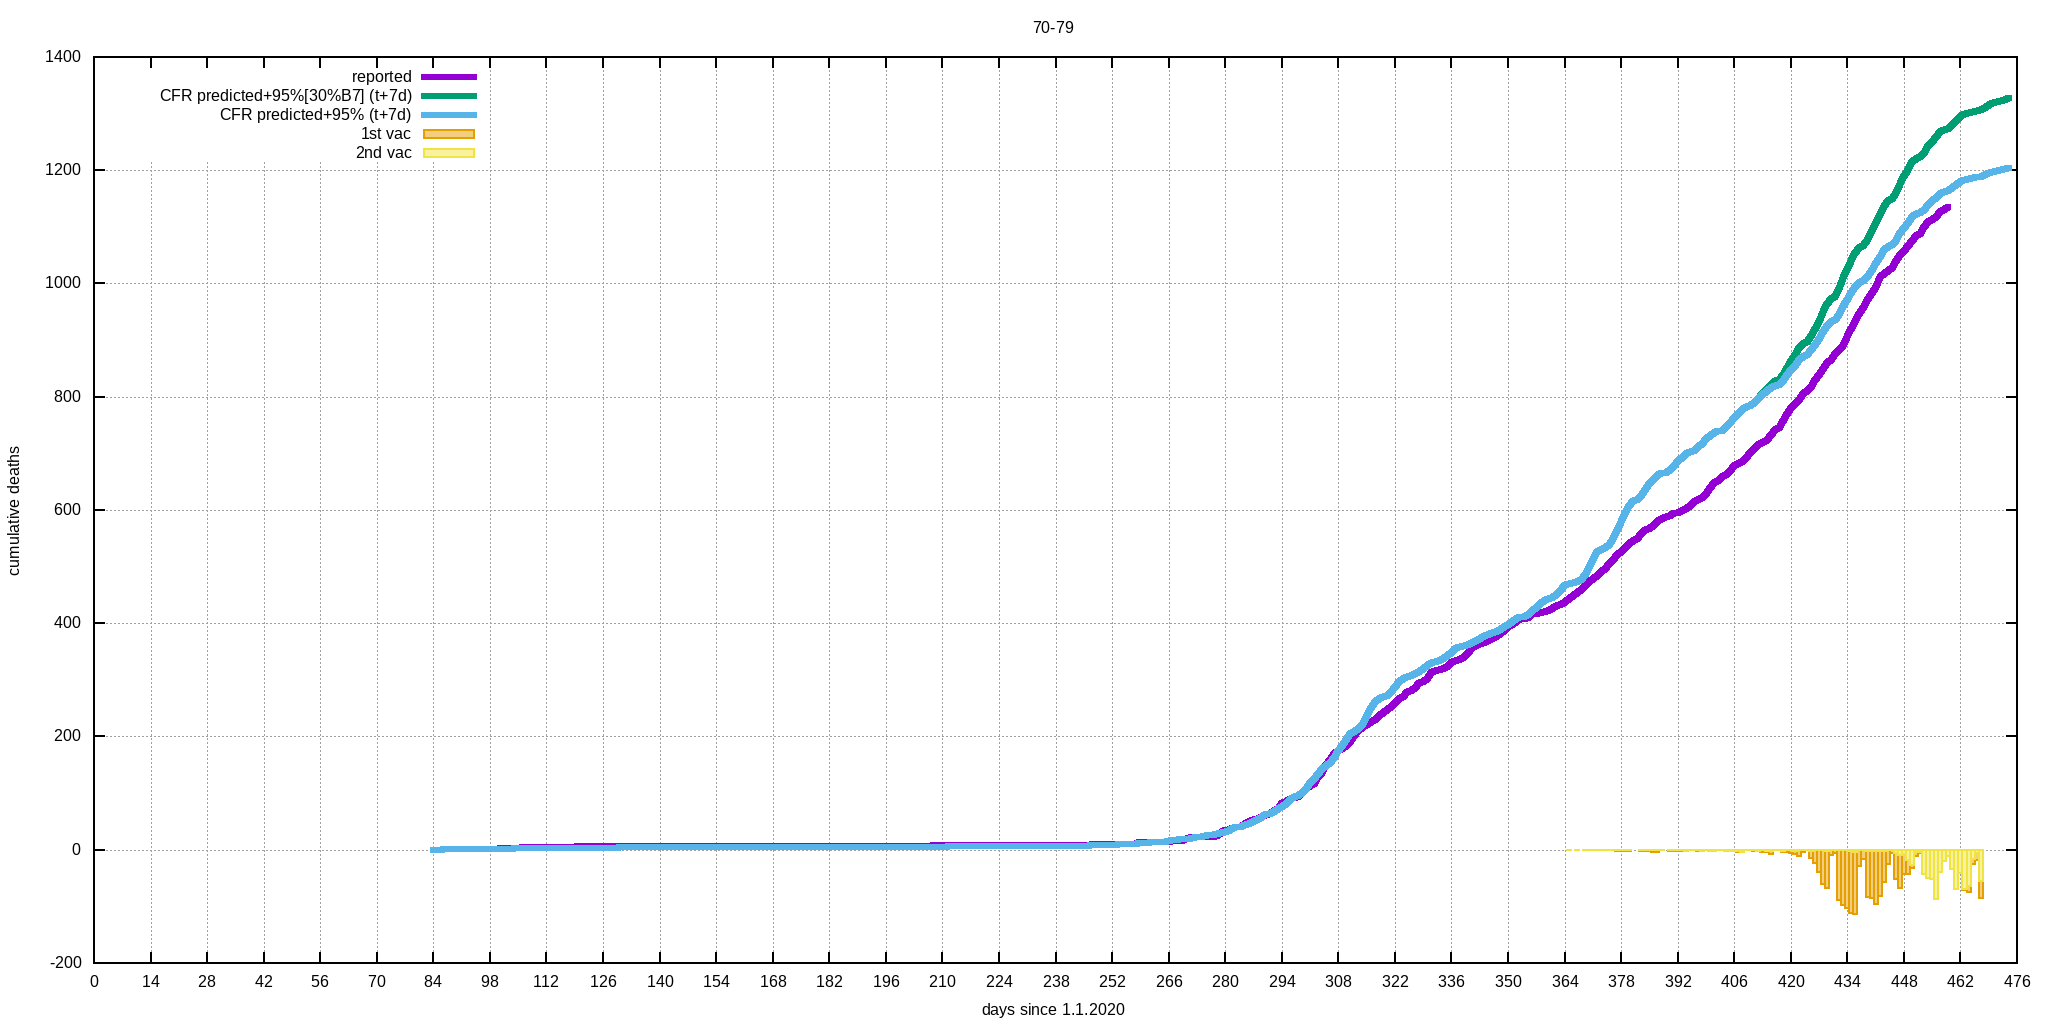 70-79
1400
1200
1000
800
600
400
200
0
-200
cumulative deaths
reported
CFR predicted+95%[30%B7] (t+7d)
CFR predicted+95% (t+7d)
1st vac
2nd vac
0 14 28 42 56 70 84 98 112 126 140 154 168 182 196 210 224 238 252 266 280 294 308 322 336 350 364 378 392 406 420 434 448 462 476
days since 1.1.2020